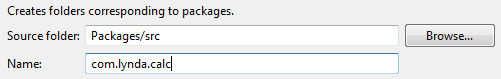 Creates folders corresponding to packages.
Source folder: Packages/src Browse...
Name: com.lynda.calc